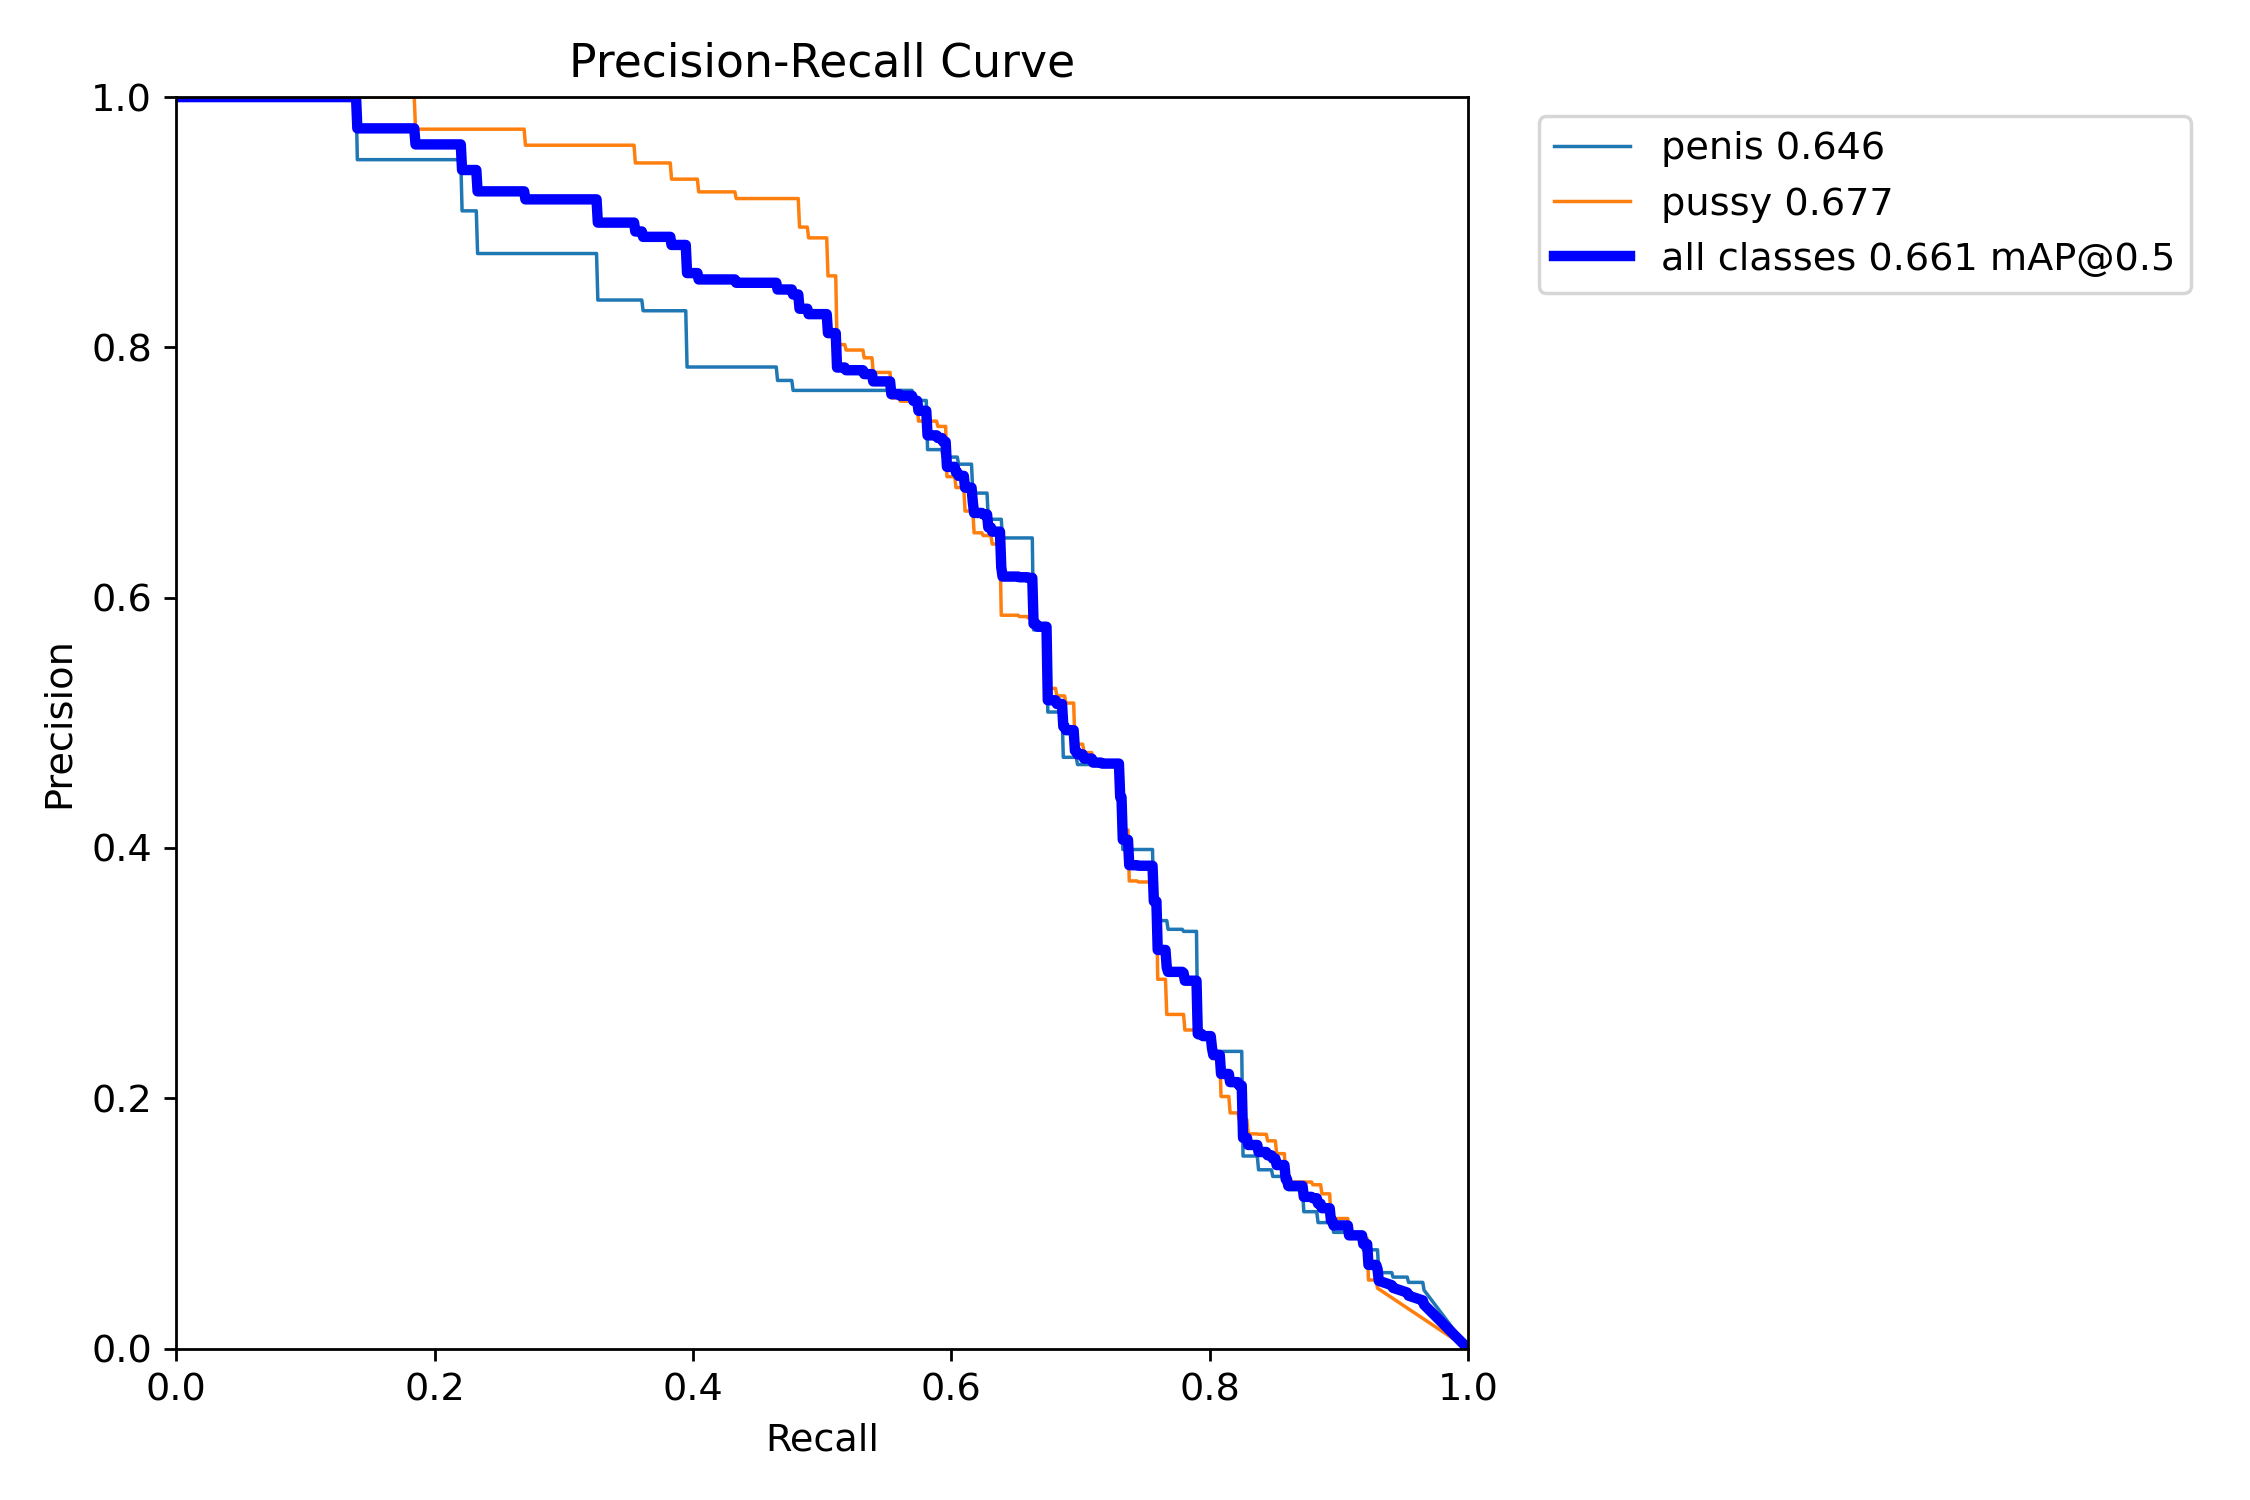 Precision-Recall Curve
1.0
0.8
0.6
0.4
0.2
0.0
Precision
0.0 0.2 0.4 0.6 0.8 1.0
Recall
penis 0.646
pussy 0.677
all classes 0.661 mAP@0.5